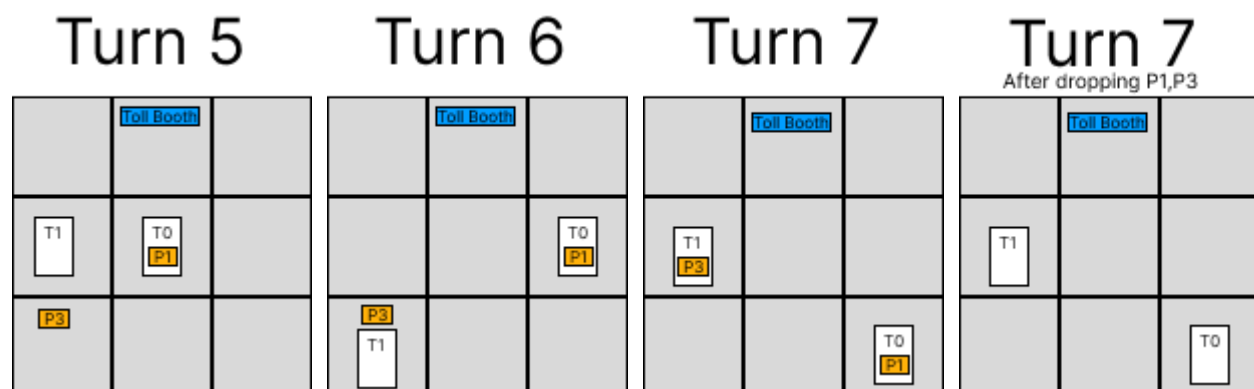 Turn 5
Turn 6
Turn 7
Turn 7
After dropping P1,P3
Toll Booth
T1
T0
P1
P3
Toll Booth
T0
P1
P3
T1
Toll Booth
T1
P3
T0
P1
Toll Booth
T1
T0